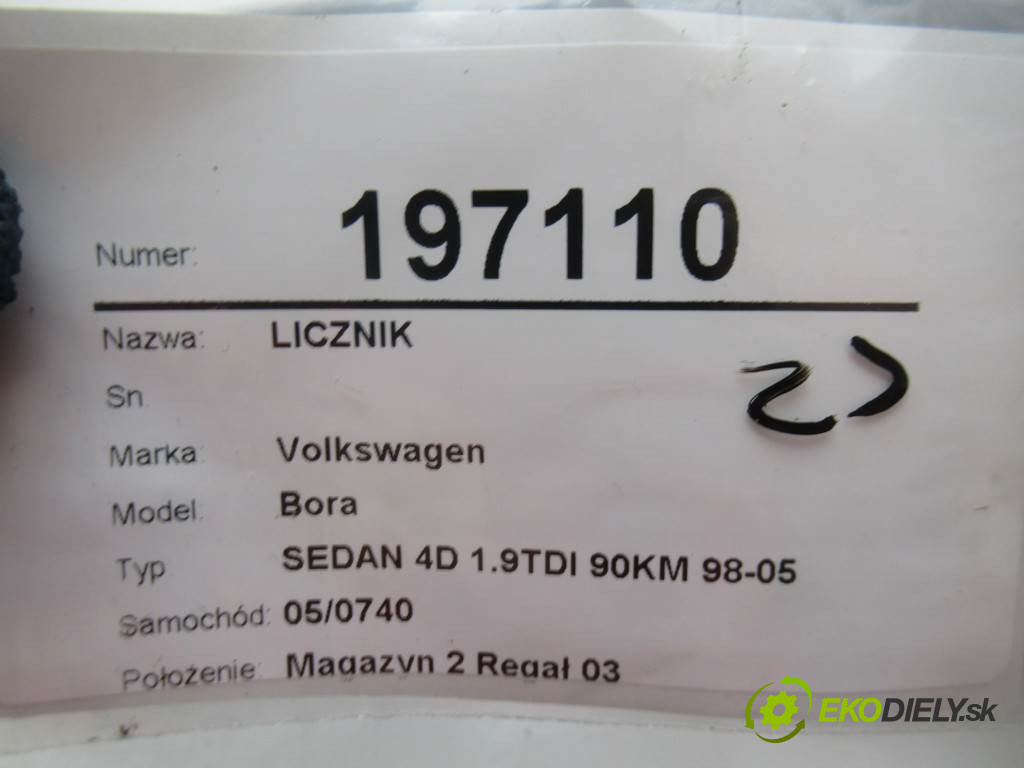 Numer: 197110
Nazwa: LICZNIK
Sn
Marka: Volkswagen
Model: Bora
Typ SEDAN 4D 1.9TDI 90KM 98-05
Samochód: 05/0740
Położenie: Magazyn 2 Regał 03
EKODIELY.sk